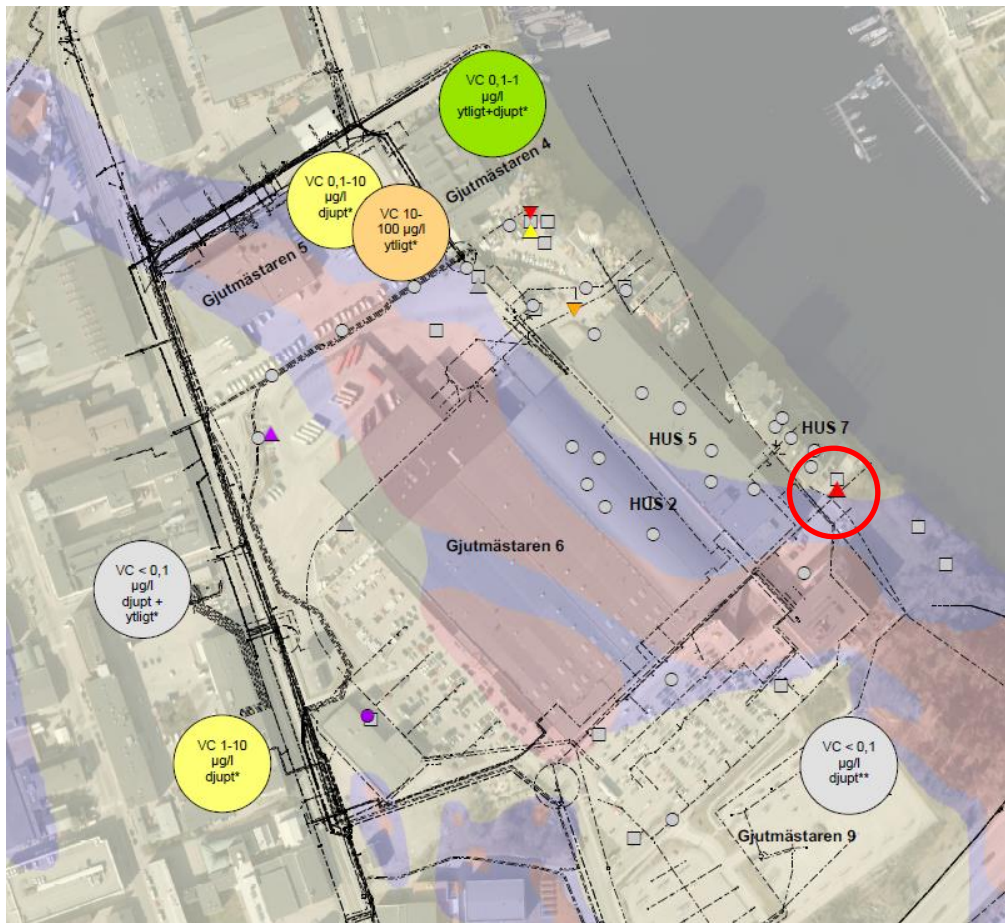 VC 0,1-1
µg/l
ytligt+djupt*
Gjutmästaren 4
VC 0,1-10
µg/l
djupt*
VC 10-
100 µg/l
ytligt*
Gjutmästaren 5
HUS 7
HUS 5
HUS 2
Gjutmästaren 6
VC < 0,1
µg/l
djupt +
ytligt*
VC 1-10
µg/l
djupt*
VC < 0,1
µg/l
djupt**
Gjutmästaren 9